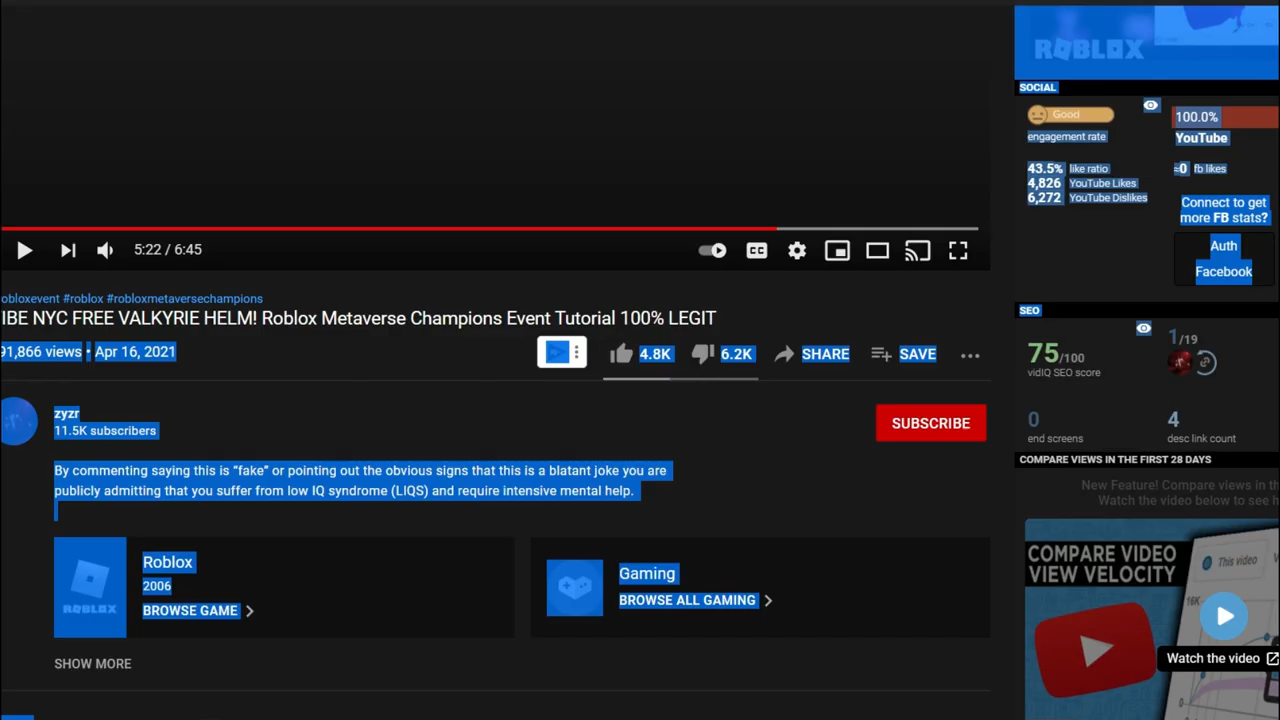 ROBLOX
SOCIAL
Good
engagement rate
100.0%
YouTube
43.5% like ratio
4,826 YouTube Likes
6,272 YouTube Dislikes
≈0 fb likes
Connect to get
more FB stats?
Auth
Facebook
5:22 / 6:45
CC
obloxevent #roblox #robloxmetaversechampions
IBE NYC FREE VALKYRIE HELM! Roblox Metaverse Champions Event Tutorial 100% LEGIT
91,866 views • Apr 16, 2021
4.8K 6.2K SHARE SAVE
zyzr
11.5K subscribers
SUBSCRIBE
By commenting saying this is "fake" or pointing out the obvious signs that this is a blatant joke you are
publicly admitting that you suffer from low IQ syndrome (LIQS) and require intensive mental help.
ROBLOX
Roblox
2006
BROWSE GAME
Gaming
BROWSE ALL GAMING
SHOW MORE
SEO
75/100
vidIQ SEO score
1/19
0
end screens
4
desc link count
COMPARE VIEWS IN THE FIRST 28 DAYS
New Feature! Compare views in th
Watch the video below to see h
COMPARE VIDEO
VIEW VELOCITY
This video
16K
Watch the video